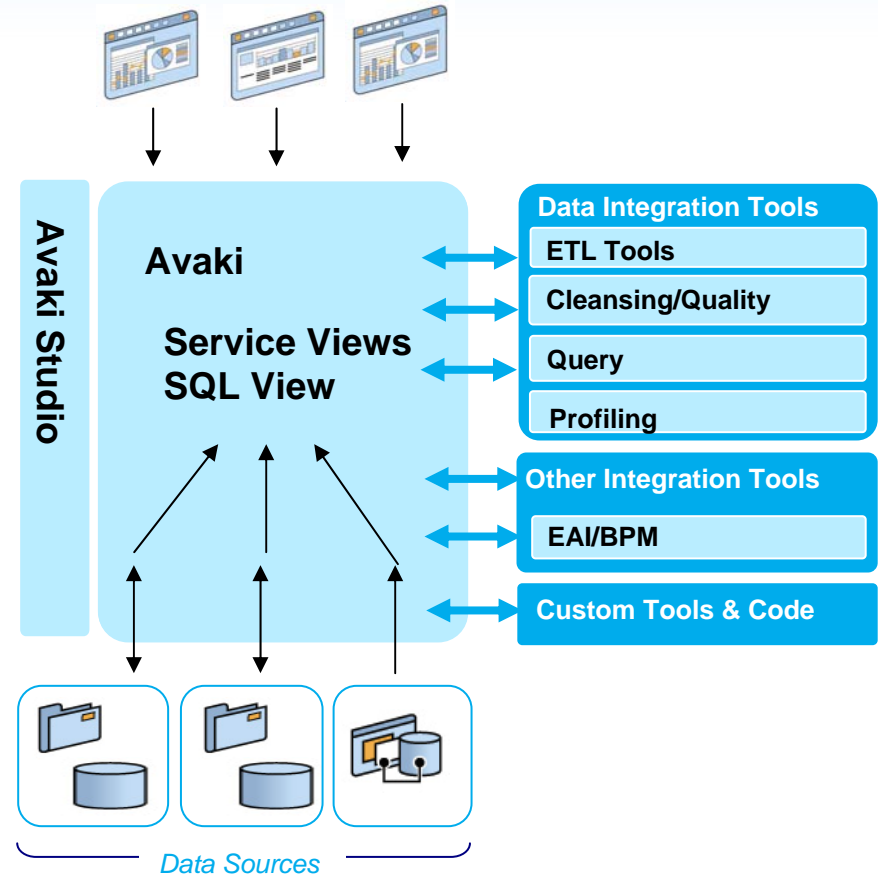 Avaki Studio
Avaki
Service Views
SQL View
Data Integration Tools
ETL Tools
Cleansing/Quality
Query
Profiling
Other Integration Tools
EAI/BPM
Custom Tools & Code
Data Sources